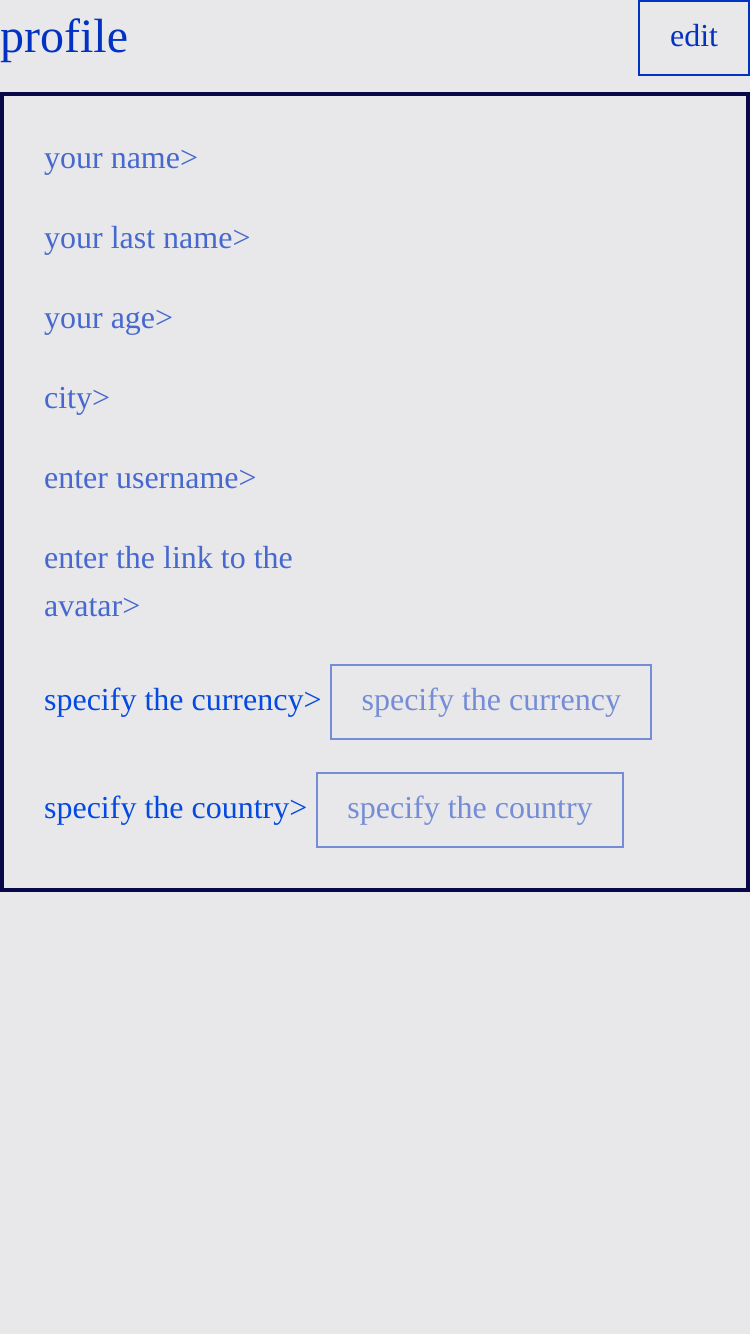 profile
edit
your name>
your last name>
your age>
city>
enter username>
enter the link to the
avatar>
specify the currency> specify the currency
specify the country> specify the country